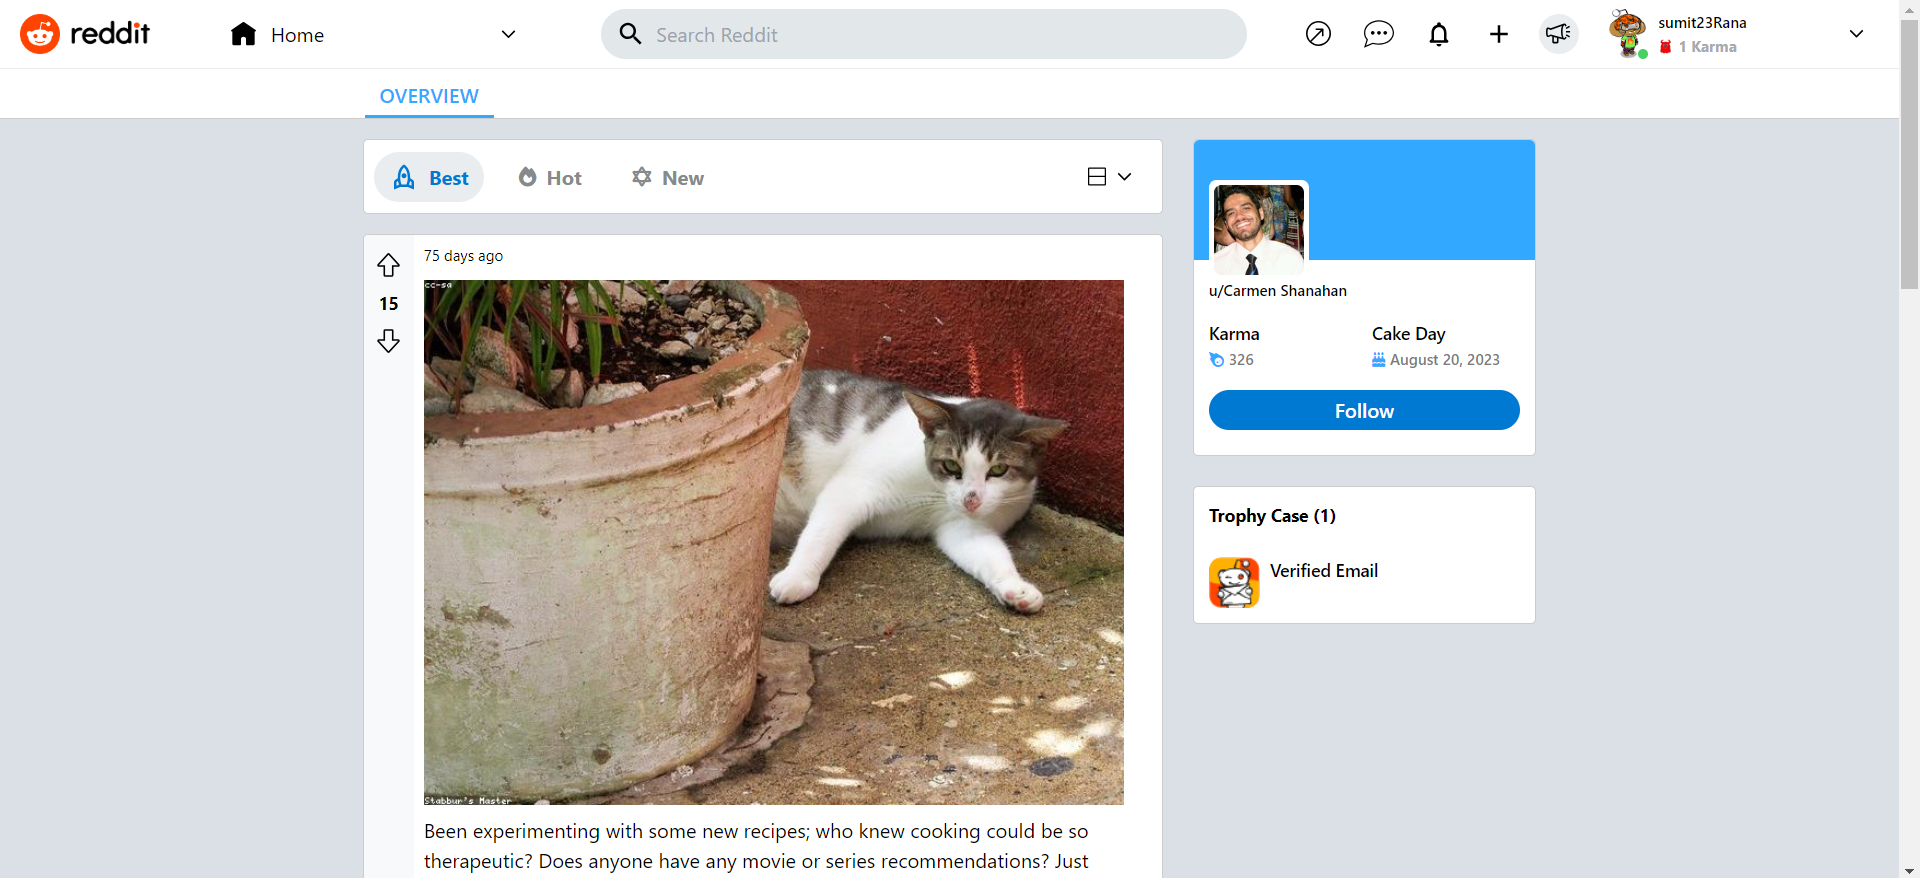 reddit
Home
Search Reddit
sumit23Rana
1 Karma
OVERVIEW
Best
Hot
New
75 days ago
15
cc-sa
Stabbur's Master
Been experimenting with some new recipes; who knew cooking could be so
therapeutic? Does anyone have any movie or series recommendations? Just
u/Carmen Shanahan
Karma
Cake Day
326
August 20, 2023
Follow
Trophy Case (1)
Verified Email